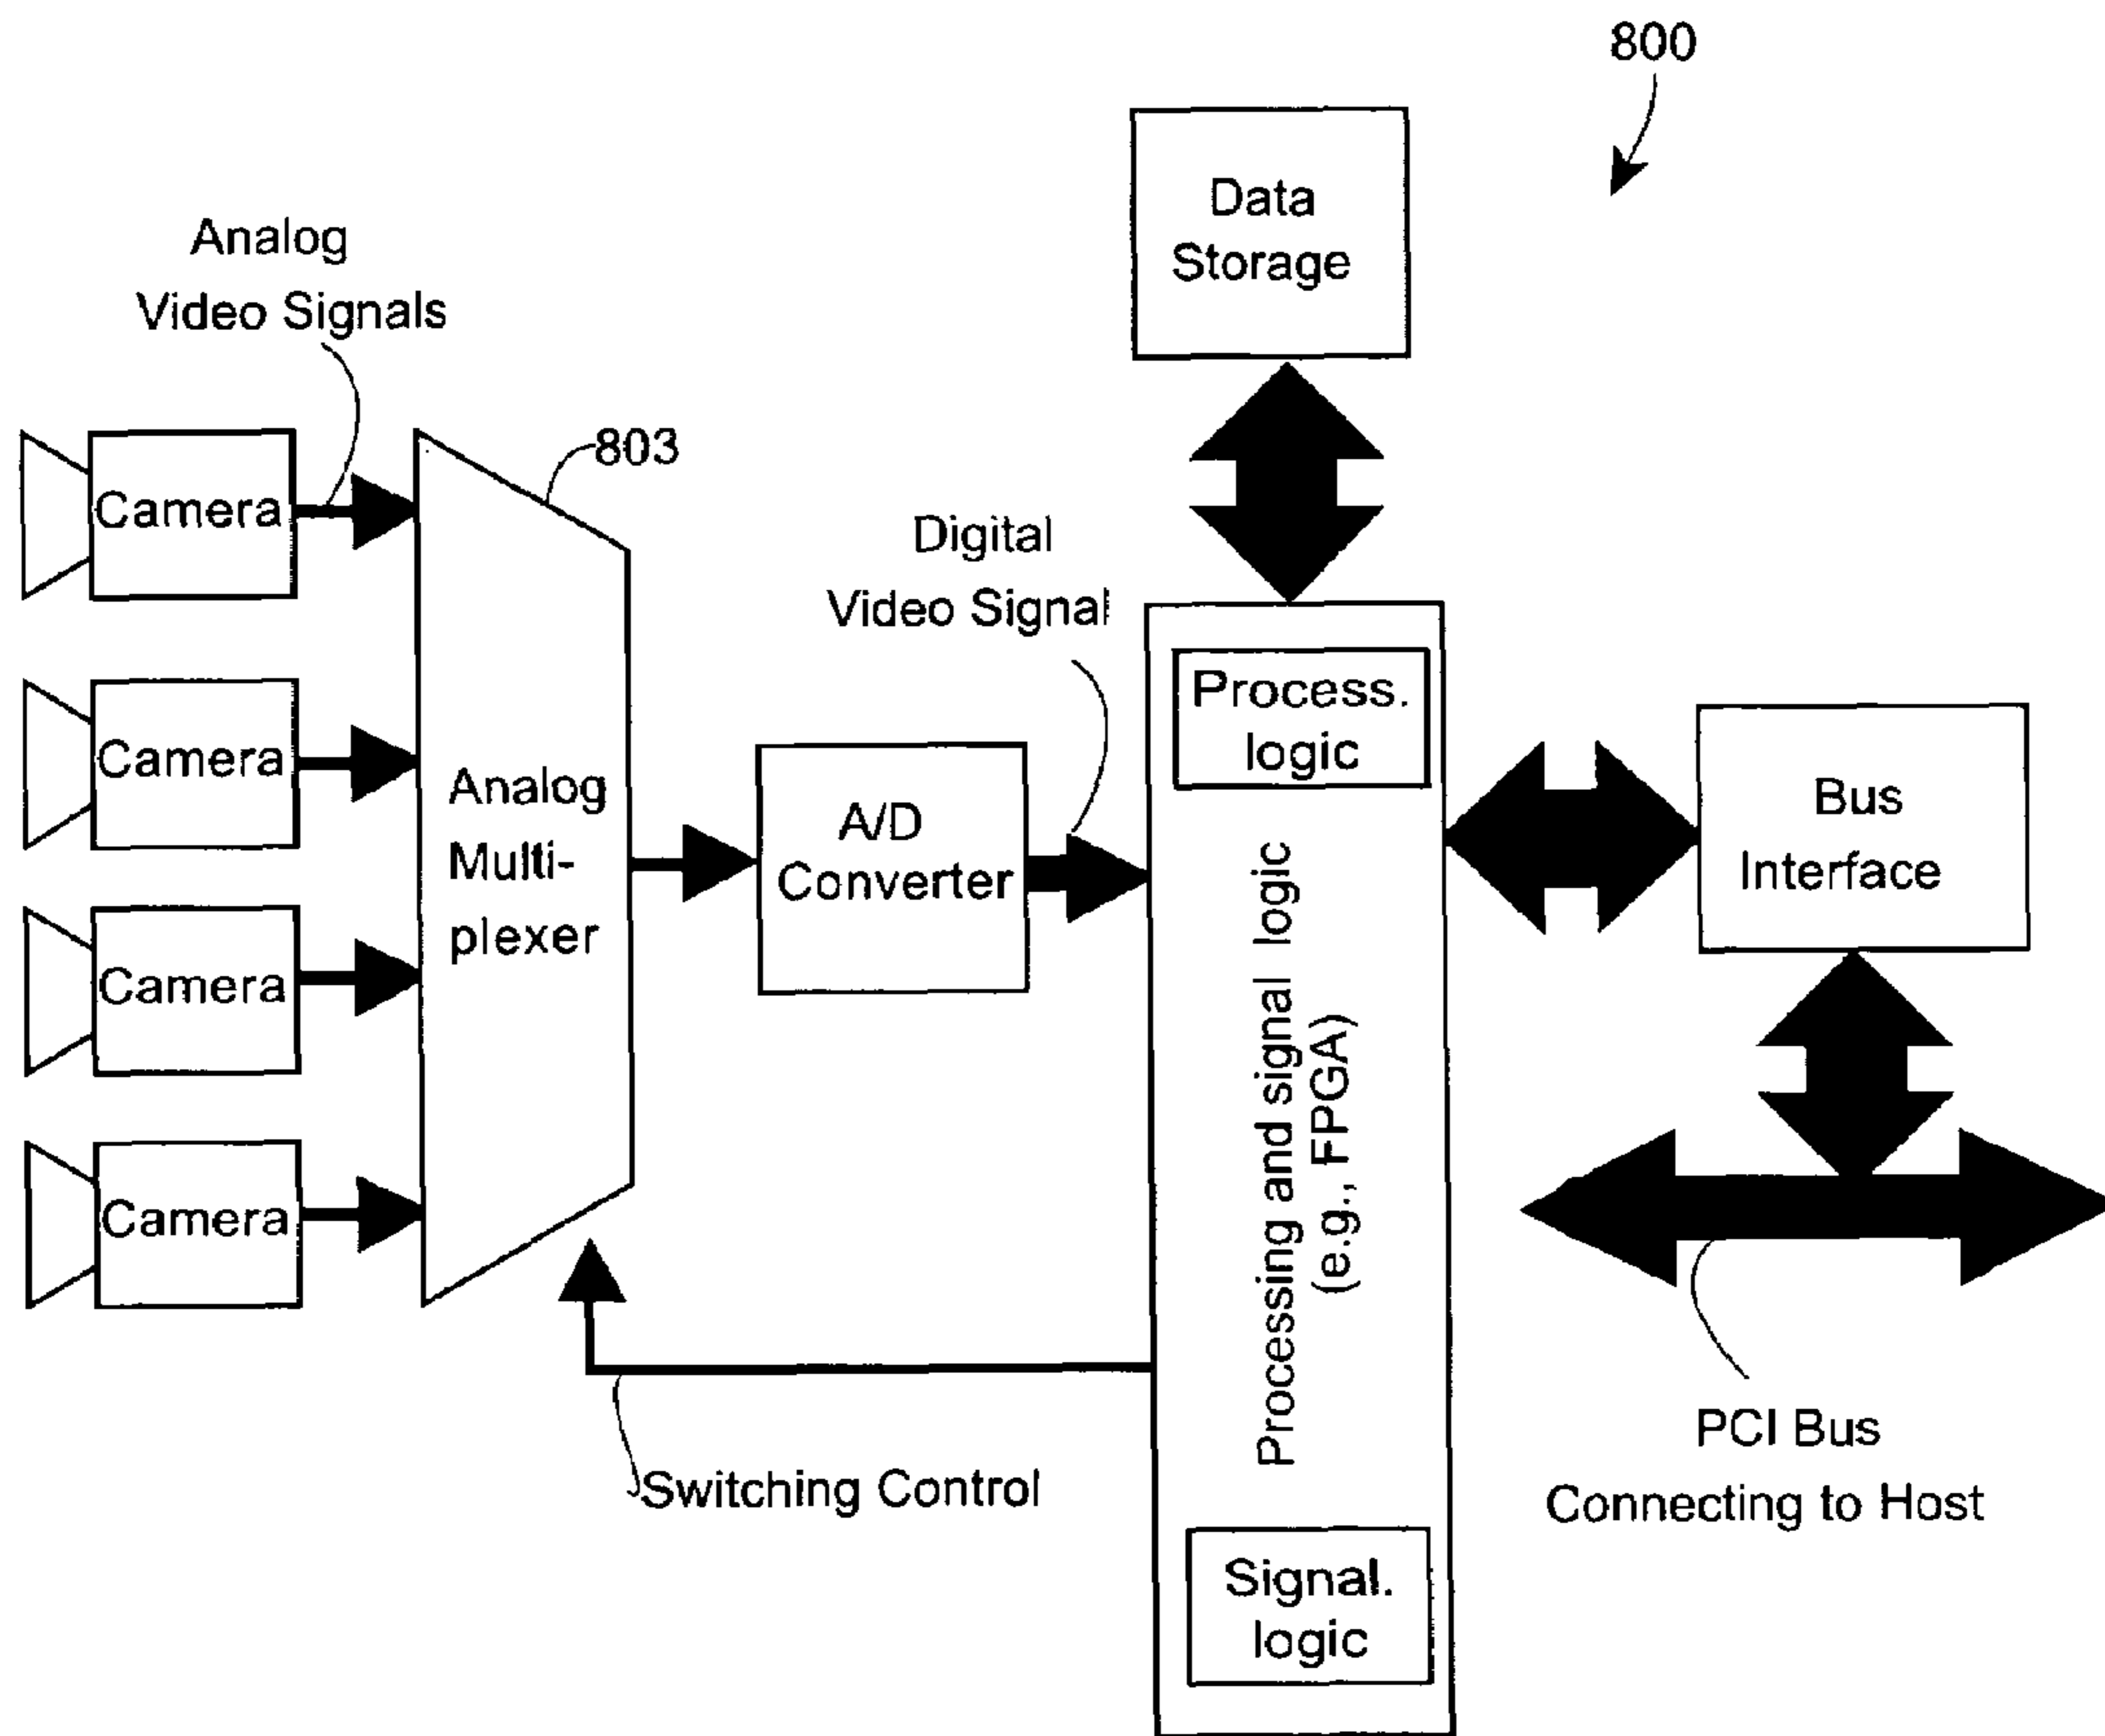 800
Data
Storage
Analog
Video Signals
803
Camera
Camera
Camera
Camera
Analog
Multi-
plexer
A/D
Converter
Digital
Video Signal
Process.
logic
Processing and signal logic
(e.g., FPGA)
Signal.
logic
Bus
Interface
Switching Control
PCI Bus
Connecting to Host